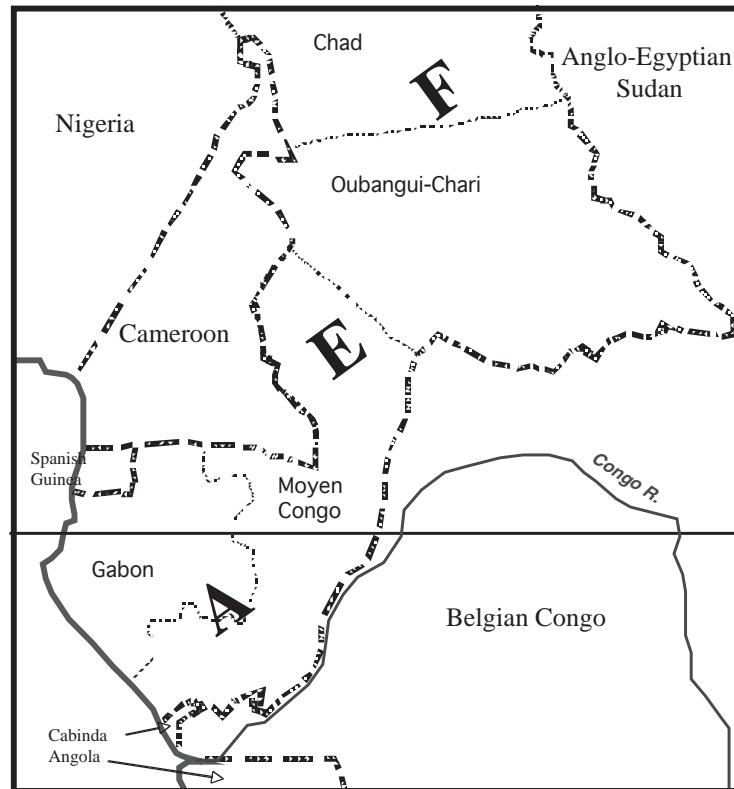 Chad
Anglo-Egyptian
Sudan
F
Nigeria
Oubangui-Chari
Cameroon
E
Spanish
Guinea
Moyen
Congo
Congo R.
Gabon
A
Belgian Congo
Cabinda
Angola